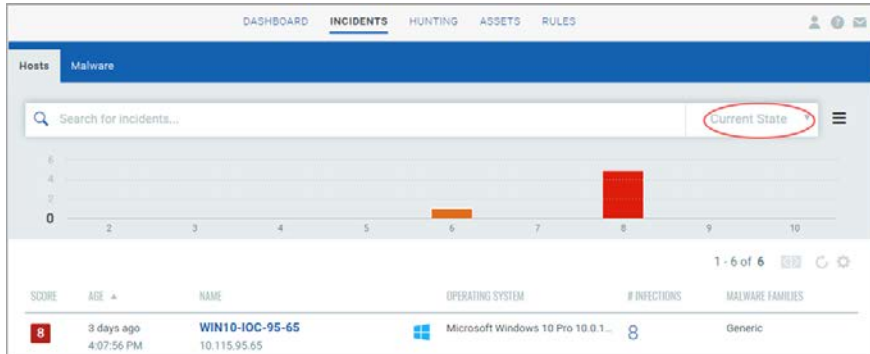 DASHBOARD INCIDENTS HUNTING ASSETS RULES
Hosts Malware
Search for incidents... Current State
6
4
2
0
2 3 4 5 6 7 8 9 10
1 - 6 of 6
SCORE AGE NAME OPERATING SYSTEM # INFECTIONS MALWARE FAMILIES
8 3 days ago WIN10-IOC-95-65 Microsoft Windows 10 Pro 10.0.1... 8 Generic
4:07:56 PM 10.115.95.65